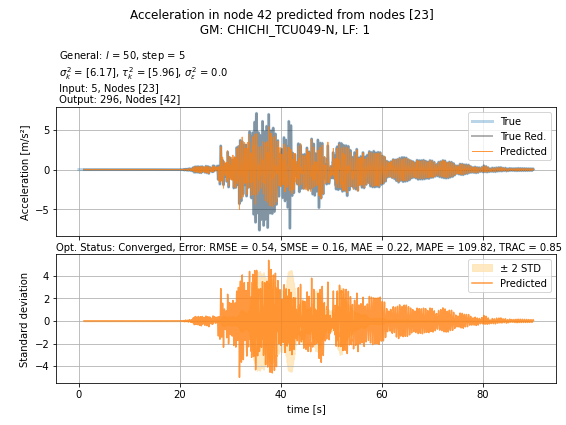 Acceleration in node 42 predicted from nodes [23]
GM: CHICHI_TCU049-N, LF: 1
General: l = 50, step = 5
σ²ₖ = [6.17], τ²ₖ = [5.96], σ²ε = 0.0
Input: 5, Nodes [23]
Output: 296, Nodes [42]
Acceleration [m/s²]
5
0
−5
True
True Red.
Predicted
Opt. Status: Converged, Error: RMSE = 0.54, SMSE = 0.16, MAE = 0.22, MAPE = 109.82, TRAC = 0.85
Standard deviation
4
2
0
−2
−4
± 2 STD
Predicted
0 20 40 60 80
time [s]